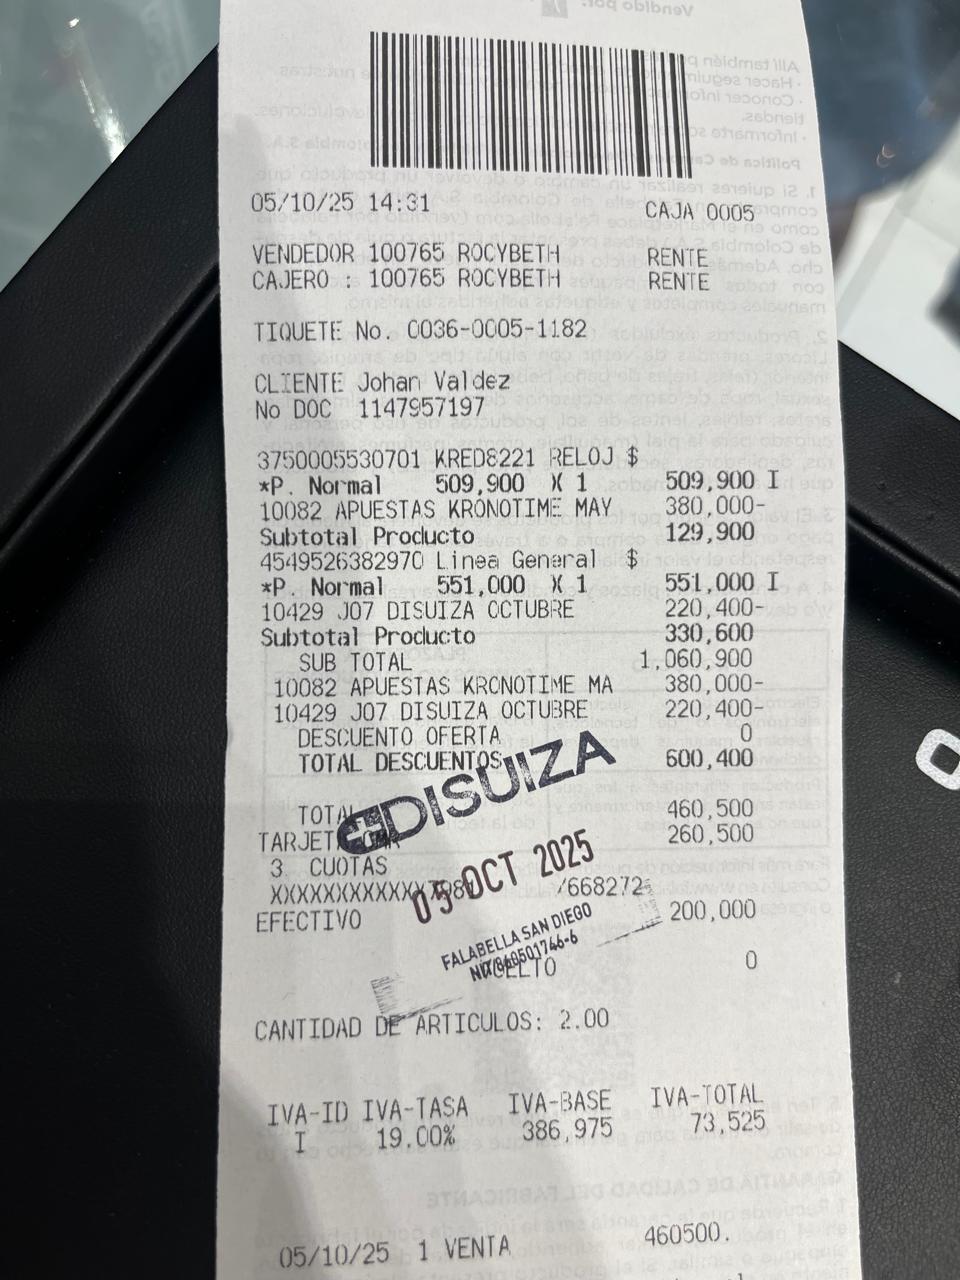 05/10/25 14:31 CAJA 0005
VENDEDOR 100765 ROCYBETH RENTE
CAJERO : 100765 ROCYBETH RENTE
TIQUETE No. 0036-0005-1182
CLIENTE Johan Valdez
No DOC 1147957197
3750005530701 KRED8221 RELOJ $
*P. Normal 509,900 X 1 509,900 I
10082 APUESTAS KRONOTIME MAY 380,000-
Subtotal Producto 129,900
4549526382970 Linea General $
*P. Normal 551,000 X 1 551,000 I
10429 J07 DISUIZA OCTUBRE 220,400-
Subtotal Producto 330,600
SUB TOTAL 1,060,900
10082 APUESTAS KRONOTIME MA 380,000-
10429 J07 DISUIZA OCTUBRE 220,400-
DESCUENTO OFERTA 0
TOTAL DESCUENTOS 600,400
DISUIZA
TOTAL 460,500
TARJET 260,500
3 CUOTAS
05 OCT 2025
XXXXXXXXXXXX /668272
EFECTIVO 200,000
FALABELLA SAN DIEGO
0
CANTIDAD DE ARTICULOS: 2.00
IVA-ID IVA-TASA IVA-BASE IVA-TOTAL
I 19.00% 386,975 73,525
05/10/25 1 VENTA 460500.